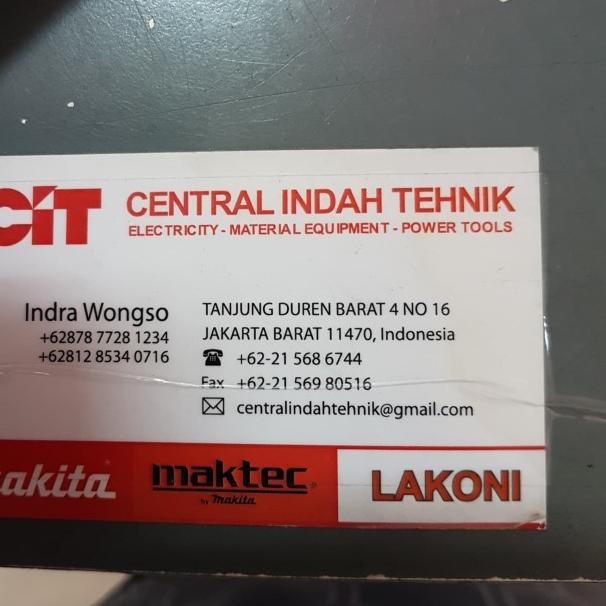 CIT
CENTRAL INDAH TEHNIK
ELECTRICITY - MATERIAL EQUIPMENT - POWER TOOLS
Indra Wongso
+62878 7728 1234
+62812 8534 0716
TANJUNG DUREN BARAT 4 NO 16
JAKARTA BARAT 11470, Indonesia
+62-21 568 6744
Fax +62-21 569 80516
centralindahtehnik@gmail.com
akita
maktec
by makita
LAKONI